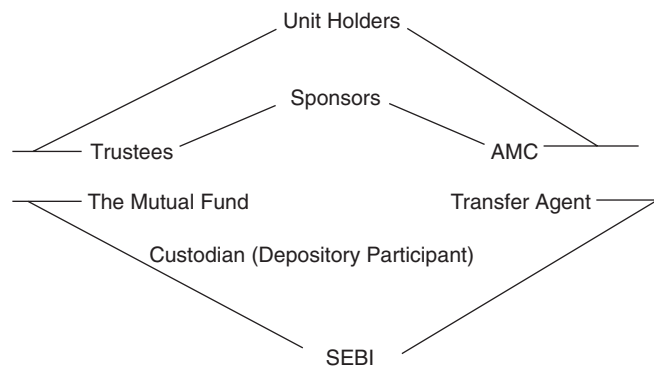 Unit Holders
Sponsors
Trustees AMC
The Mutual Fund Transfer Agent
Custodian (Depository Participant)
SEBI